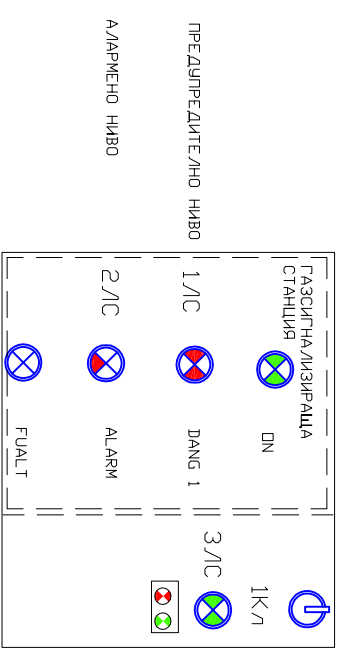 ГАЗСИГНАЛИЗИРАЩА
СТАНЦИЯ
ON
1КЛ
ПРЕДУПРЕДИТЕЛНО НИВО
1ЛС
DANG 1
3ЛС
АЛАРМЕНО НИВО
2ЛС
ALARM
FUALT